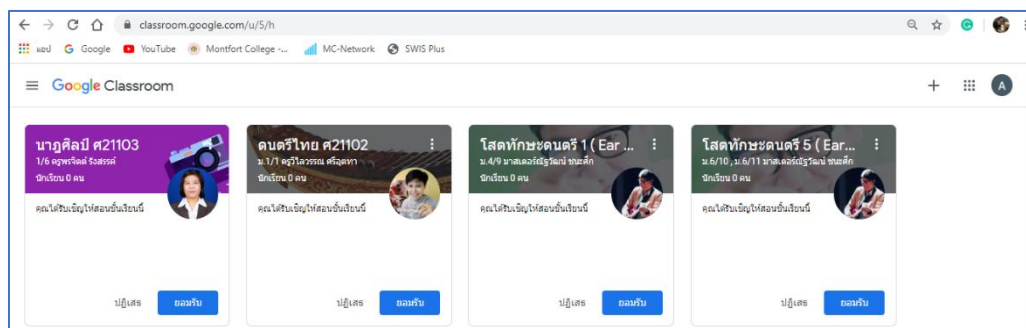 classroom.google.com/u/5/h
แอป Google YouTube Montfort College -... MC-Network SWIS Plus
Google Classroom
A
นาฏศิลป์ ศ21103
1/6 ครูพรจิตต์ รังสรรค์
นักเรียน 0 คน
คุณได้รับเชิญให้สอนชั้นเรียนนี้
ปฏิเสธ ยอมรับ
ดนตรีไทย ศ21102
ม.1/1 ครูวิลาวรรณ ศรีอุดทา
นักเรียน 0 คน
คุณได้รับเชิญให้สอนชั้นเรียนนี้
ปฏิเสธ ยอมรับ
โสตทักษะดนตรี 1 ( Ear ...
ม.4/9 มาสเตอร์ณัฐวัฒน์ ชนะศึก
นักเรียน 0 คน
คุณได้รับเชิญให้สอนชั้นเรียนนี้
ปฏิเสธ ยอมรับ
โสตทักษะดนตรี 5 ( Ear...
ม.6/10 , ม.6/11 มาสเตอร์ณัฐวัฒน์ ชนะศึก
นักเรียน 0 คน
คุณได้รับเชิญให้สอนชั้นเรียนนี้
ปฏิเสธ ยอมรับ